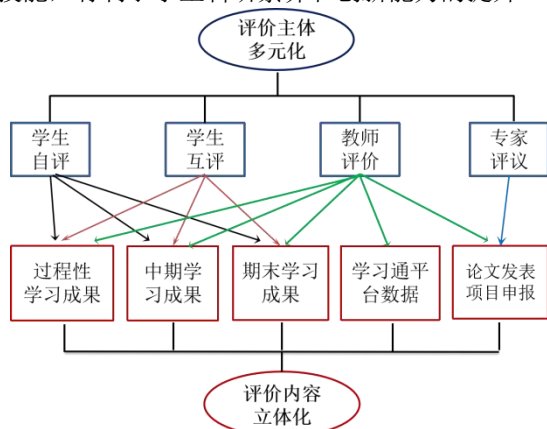 评价主体
多元化
学生
自评
学生
互评
教师
评价
专家
评议
过程性
学习成果
中期学
习成果
期末学习
成果
学习通平
台数据
论文发表
项目申报
评价内容
立体化